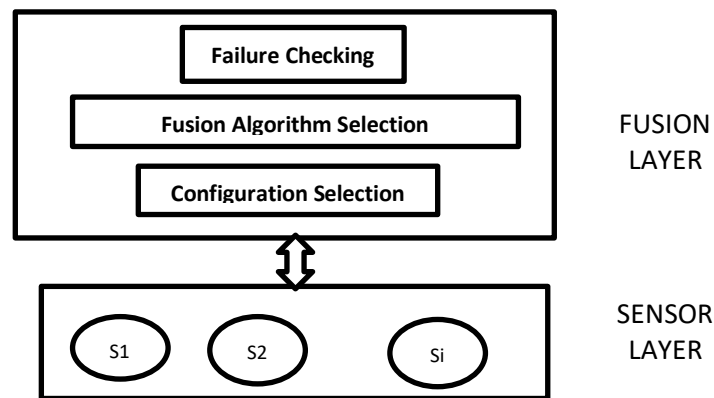 Failure Checking
Fusion Algorithm Selection
Configuration Selection
FUSION
LAYER
S1
S2
Si
SENSOR
LAYER